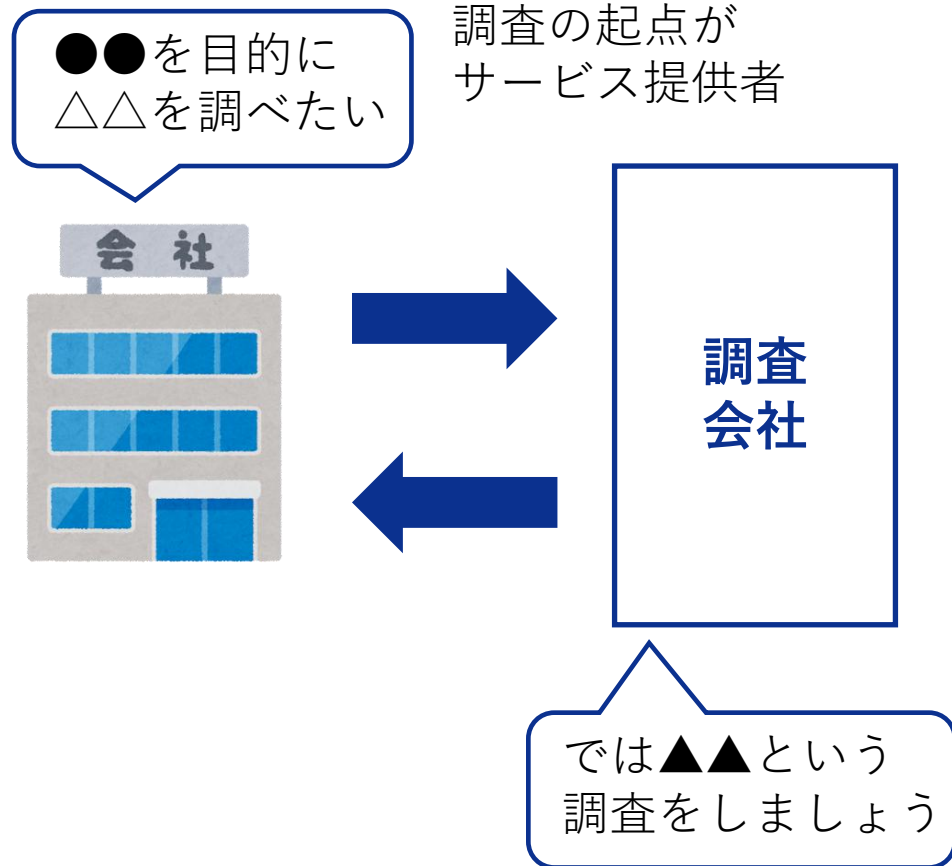 ●●を目的に
△△を調べたい
調査の起点が
サービス提供者
会社
調査
会社
では▲▲という
調査をしましょう